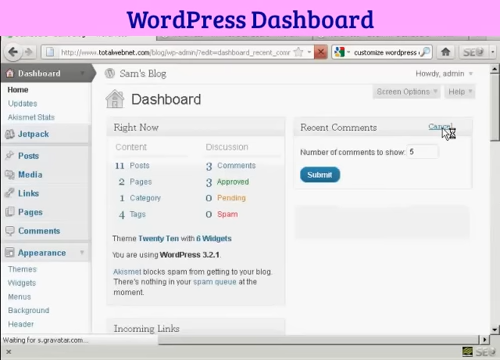 WordPress Dashboard
http://www.totalwebnet.com/blog/wp-admin/?edit=dashboard_recent_comr
customize wordpress
Dashboard
Sam's Blog
Howdy, admin
Home
Updates
Akismet Stats
Dashboard
Screen Options
Help
Jetpack
Posts
Media
Links
Pages
Comments
Appearance
Themes
Widgets
Menus
Background
Header
Right Now
Content
Discussion
11 Posts
3 Comments
2 Pages
3 Approved
1 Category
0 Pending
4 Tags
0 Spam
Theme Twenty Ten with 6 Widgets
You are using WordPress 3.2.1.
Akismet blocks spam from getting to your blog.
There's nothing in your spam queue at the
moment.
Incoming Links
Recent Comments
Cancel
Number of comments to show: 5
Submit
Waiting for s.gravatar.com...